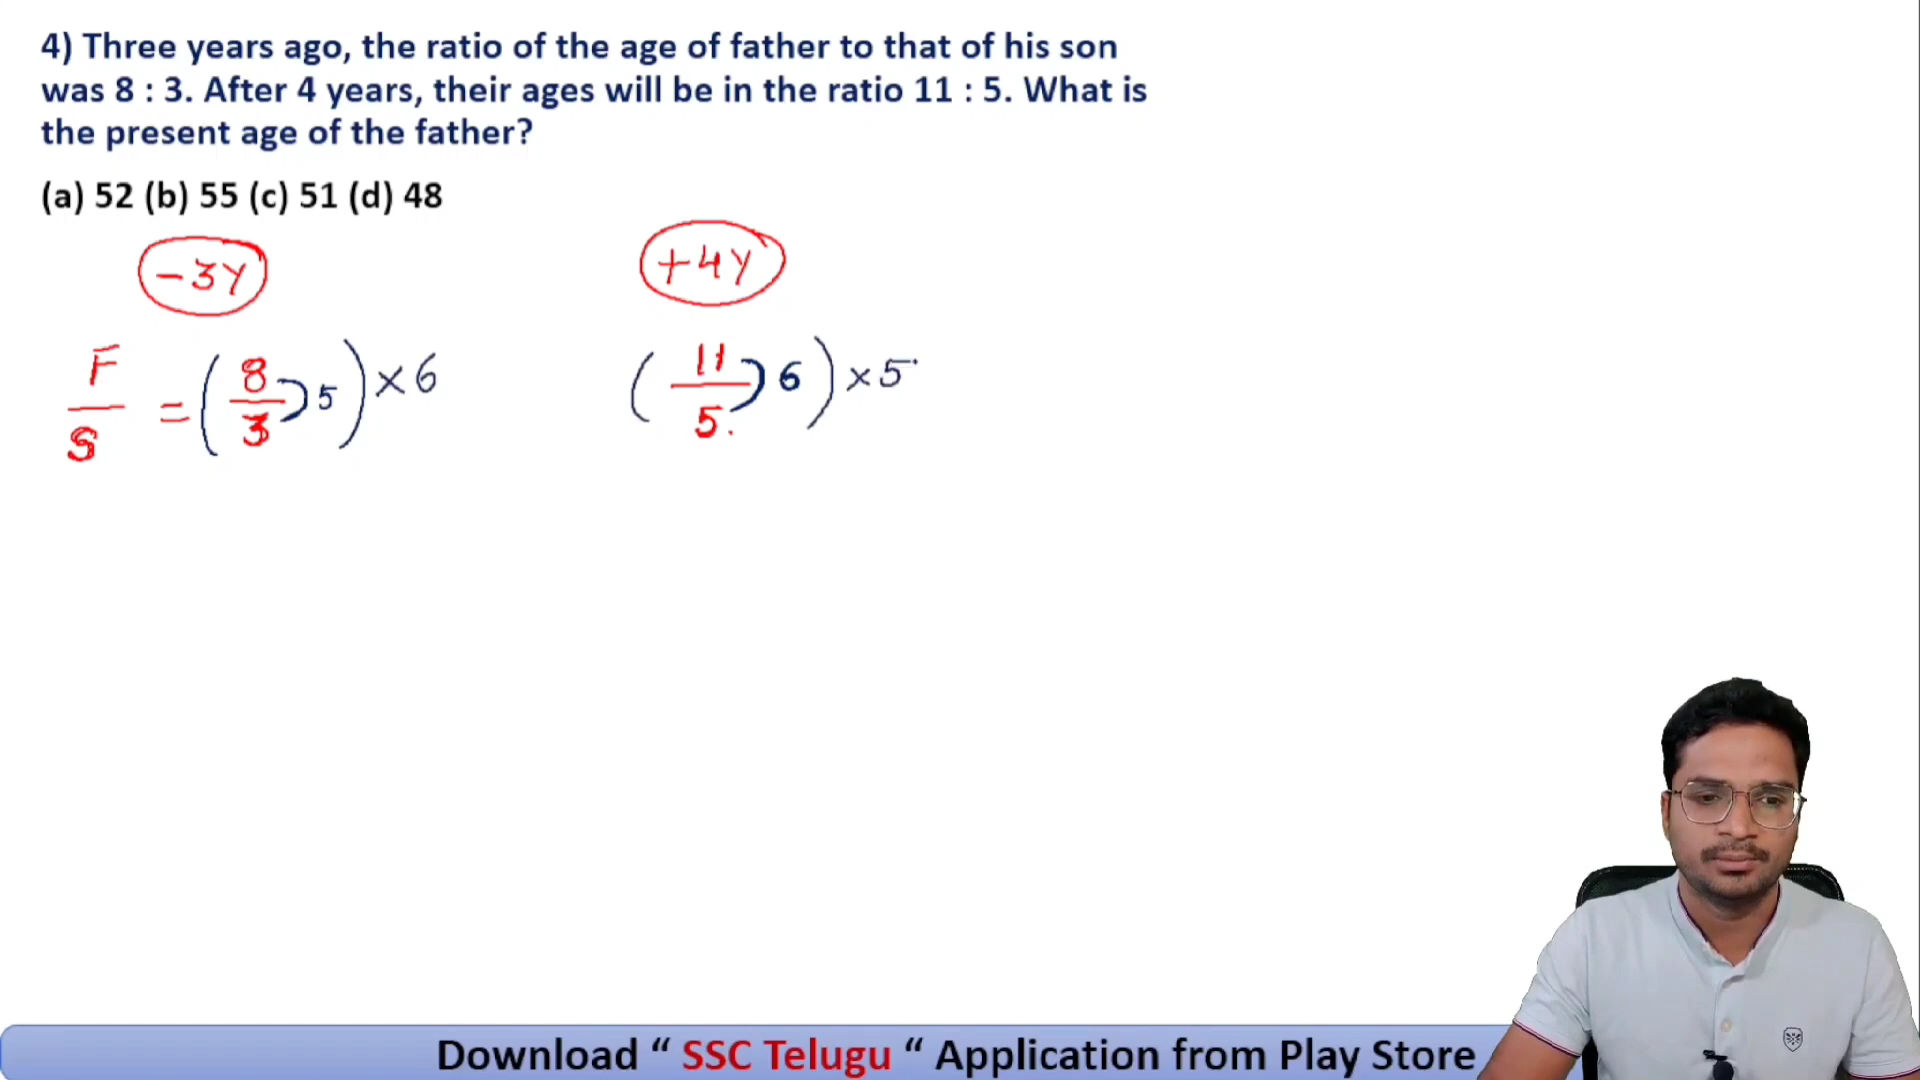 4) Three years ago, the ratio of the age of father to that of his son
was 8 : 3. After 4 years, their ages will be in the ratio 11 : 5. What is
the present age of the father?
(a) 52 (b) 55 (c) 51 (d) 48
-3Y +4Y
F/S = (8/3) 5) × 6 (11/5.) 6) × 5
Download “ SSC Telugu “ Application from Play Store